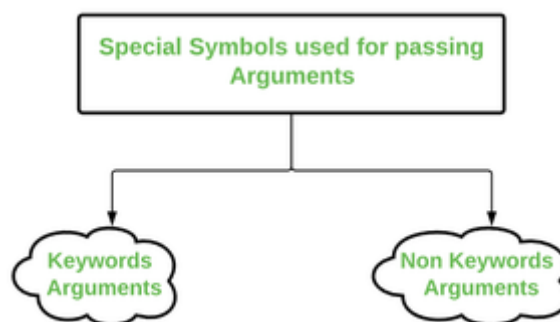 Special Symbols used for passing
Arguments
Keywords
Arguments
Non Keywords
Arguments